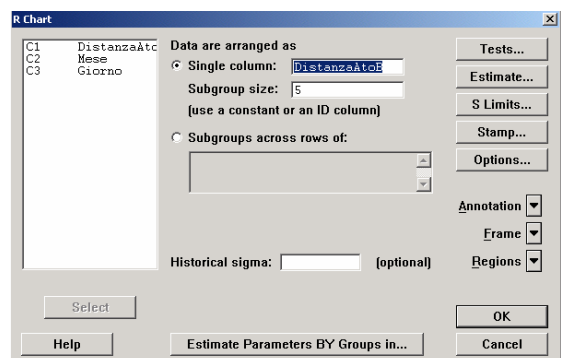 R Chart
C1 DistanzaAto
C2 Mese
C3 Giorno
Data are arranged as
Single column: DistanzaAtoB
Subgroup size: 5
(use a constant or an ID column)
Subgroups across rows of:
Historical sigma: (optional)
Select
Help
Estimate Parameters BY Groups in...
Tests...
Estimate...
S Limits...
Stamp...
Options...
Annotation
Frame
Regions
OK
Cancel